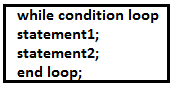 while condition loop
statement1;
statement2;
end loop;